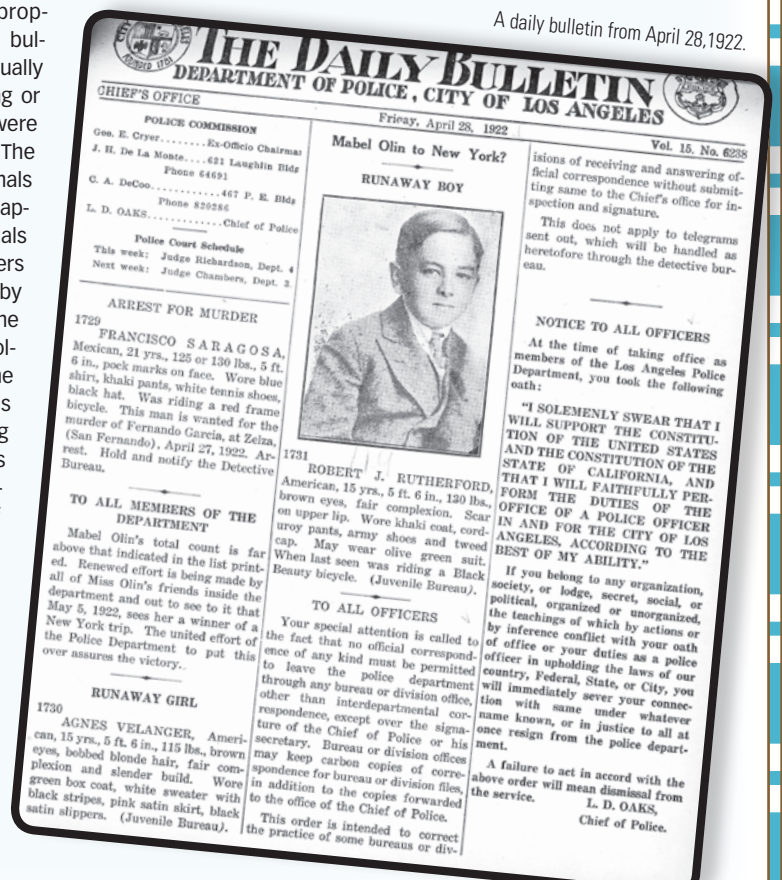 prop-
bul-
ually
g or
were
The
nals
ap-
als
ers
by
me
ol-
ne
s
g
s
A daily bulletin from April 28,1922.
THE DAILY BULLETIN
DEPARTMENT OF POLICE, CITY OF LOS ANGELES
CHIEF'S OFFICE
Friday, April 28, 1922
Vol. 15. No. 6238
POLICE COMMISSION
Geo. E. Cryer........Ex-Officio Chairman
J. H. De La Monte....621 Laughlin Bldg
Phone 64691
C. A. DeCoo............467 P. E. Bldg
Phone 820286
L. D. OAKS.............Chief of Police
Police Court Schedule
This week: Judge Richardson, Dept. 4
Next week: Judge Chambers, Dept. 3.
ARREST FOR MURDER
1729
FRANCISCO SARAGOSA,
Mexican, 21 yrs., 125 or 130 lbs., 5 ft.
6 in., pock marks on face. Wore blue
shirt, khaki pants, white tennis shoes,
black hat. Was riding a red frame
bicycle. This man is wanted for the
murder of Fernando Garcia, at Zelza,
(San Fernando), April 27, 1922. Ar-
rest. Hold and notify the Detective
Bureau.
TO ALL MEMBERS OF THE
DEPARTMENT
Mabel Olin's total count is far
above that indicated in the list print-
ed. Renewed effort is being made by
all of Miss Olin's friends inside the
department and out to see to it that
May 5, 1922, sees her a winner of a
New York trip. The united effort of
the Police Department to put this
over assures the victory.
RUNAWAY GIRL
1730
AGNES VELANGER, Ameri-
can, 15 yrs., 5 ft. 6 in., 115 lbs., brown
eyes, bobbed blonde hair, fair com-
plexion and slender build. Wore
green box coat, white sweater with
black stripes, pink satin skirt, black
satin slippers. (Juvenile Bureau).
Mabel Olin to New York?
RUNAWAY BOY
1731
ROBERT J. RUTHERFORD,
American, 15 yrs., 5 ft. 6 in., 130 lbs.,
brown eyes, fair complexion. Scar
on upper lip. Wore khaki coat, cord-
uroy pants, army shoes and tweed
cap. May wear olive green suit.
When last seen was riding a Black
Beauty bicycle. (Juvenile Bureau).
TO ALL OFFICERS
Your special attention is called to
the fact that no official correspond-
ence of any kind must be permitted
to leave the police department
through any bureau or division office,
other than interdepartmental cor-
respondence, except over the signa-
ture of the Chief of Police or his
secretary. Bureau or division offices
may keep carbon copies of corre-
spondence for bureau or division files,
in addition to the copies forwarded
to the office of the Chief of Police.
This order is intended to correct
the practice of some bureaus or div-
isions of receiving and answering of-
ficial correspondence without submit-
ting same to the Chief's office for in-
spection and signature.
This does not apply to telegrams
sent out, which will be handled as
heretofore through the detective bur-
eau.
NOTICE TO ALL OFFICERS
At the time of taking office as
members of the Los Angeles Police
Department, you took the following
oath:
"I SOLEMENLY SWEAR THAT I
WILL SUPPORT THE CONSTITU-
TION OF THE UNITED STATES
AND THE CONSTITUTION OF THE
STATE OF CALIFORNIA, AND
THAT I WILL FAITHFULLY PER-
FORM THE DUTIES OF THE
OFFICE OF A POLICE OFFICER
IN AND FOR THE CITY OF LOS
ANGELES, ACCORDING TO THE
BEST OF MY ABILITY."
If you belong to any organization,
society, or lodge, secret, social, or
political, organized or unorganized,
the teachings of which by actions or
by inference conflict with your oath
of office or your duties as a police
officer in upholding the laws of our
country, Federal, State, or City, you
will immediately sever your connec-
tion with same under whatever
name known, or in justice to all at
once resign from the police depart-
ment.
A failure to act in accord with the
above order will mean dismissal from
the service.
L. D. OAKS,
Chief of Police.